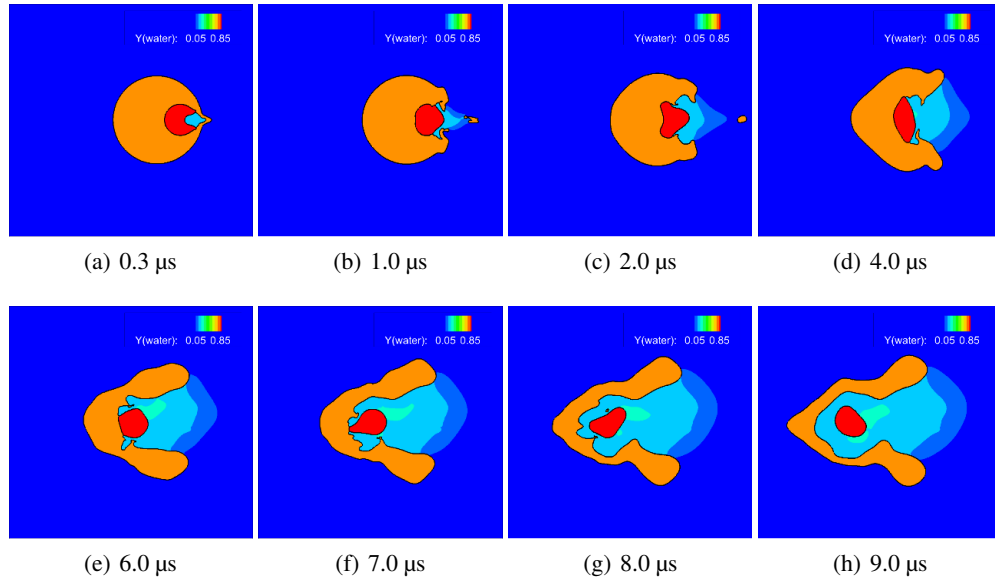 Y(water): 0.05 0.85
Y(water): 0.05 0.85
Y(water): 0.05 0.85
Y(water): 0.05 0.85
(a) 0.3 μs
(b) 1.0 μs
(c) 2.0 μs
(d) 4.0 μs
Y(water): 0.05 0.85
Y(water): 0.05 0.85
Y(water): 0.05 0.85
Y(water): 0.05 0.85
(e) 6.0 μs
(f) 7.0 μs
(g) 8.0 μs
(h) 9.0 μs